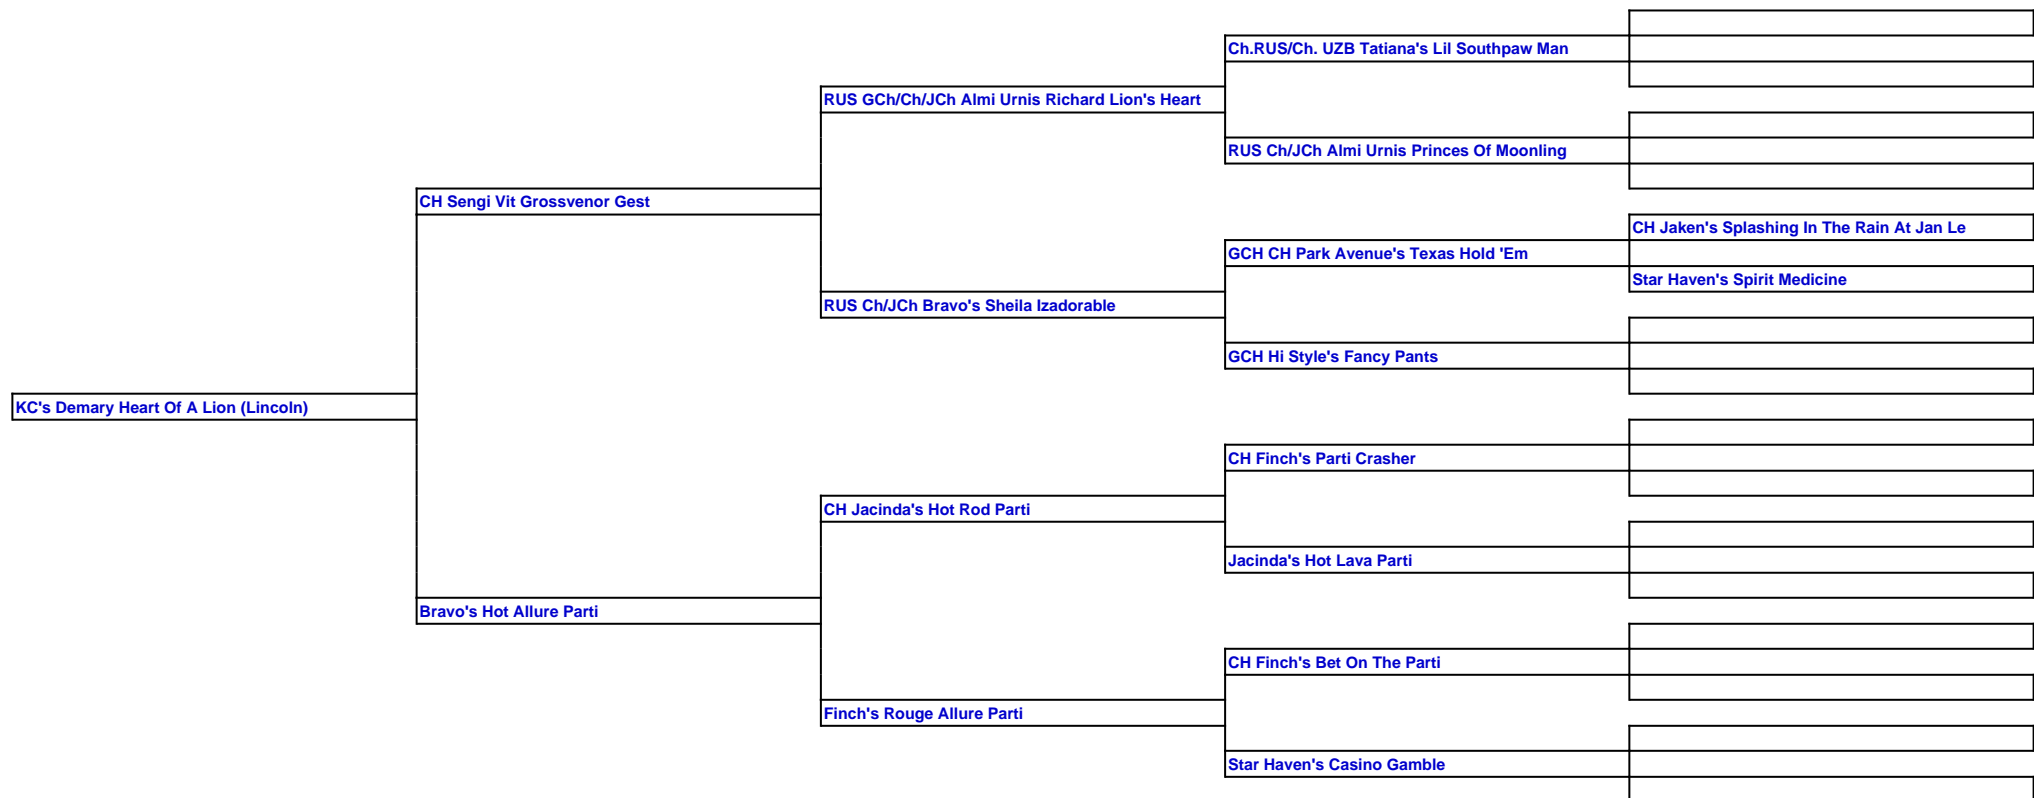 Ch.RUS/Ch. UZB Tatiana's Lil Southpaw Man
RUS GCh/Ch/JCh Almi Urnis Richard Lion's Heart
RUS Ch/JCh Almi Urnis Princes Of Moonling
CH Sengi Vit Grossvenor Gest
CH Jaken's Splashing In The Rain At Jan Le
GCH CH Park Avenue's Texas Hold 'Em
Star Haven's Spirit Medicine
RUS Ch/JCh Bravo's Sheila Izadorable
GCH Hi Style's Fancy Pants
KC's Demary Heart Of A Lion (Lincoln)
CH Finch's Parti Crasher
CH Jacinda's Hot Rod Parti
Jacinda's Hot Lava Parti
Bravo's Hot Allure Parti
CH Finch's Bet On The Parti
Finch's Rouge Allure Parti
Star Haven's Casino Gamble